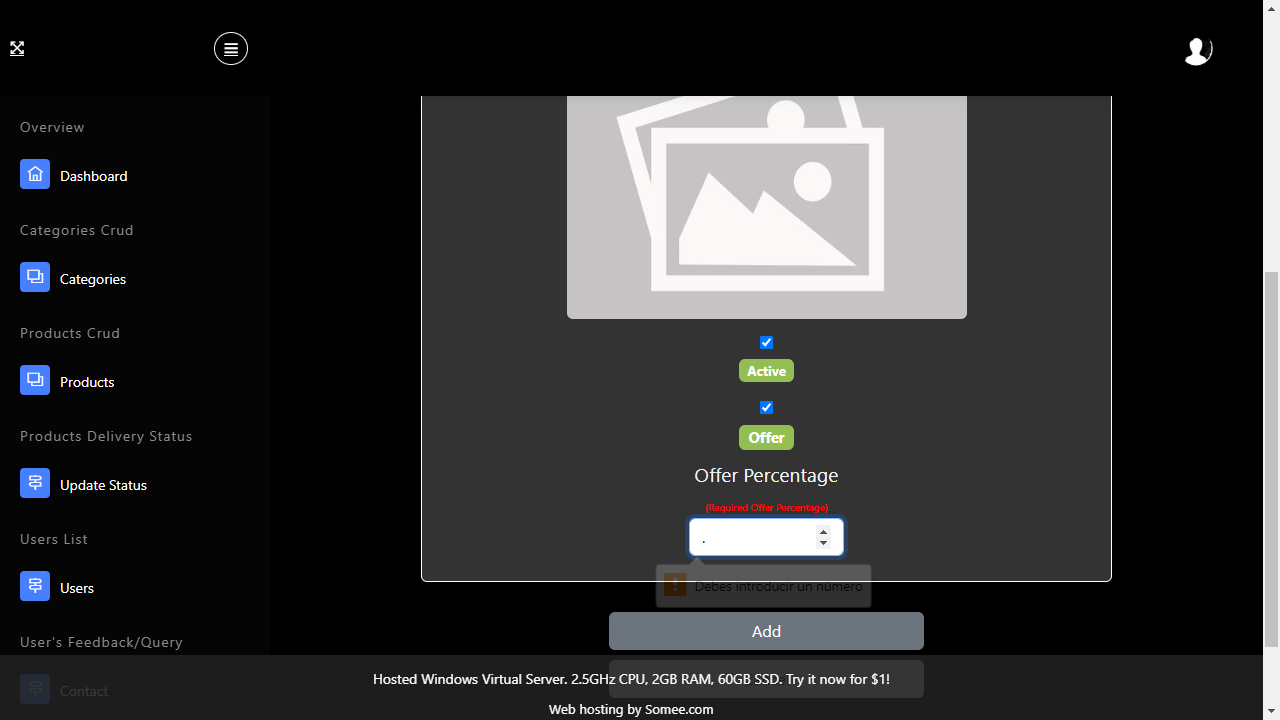 Overview
Dashboard
Categories Crud
Categories
Products Crud
Products
Products Delivery Status
Update Status
Users List
Users
User's Feedback/Query
Contact
Active
Offer
Offer Percentage
(Required Offer Percentage)
.
Debes introducir un número
Add
Hosted Windows Virtual Server. 2.5GHz CPU, 2GB RAM, 60GB SSD. Try it now for $1!
Web hosting by Somee.com